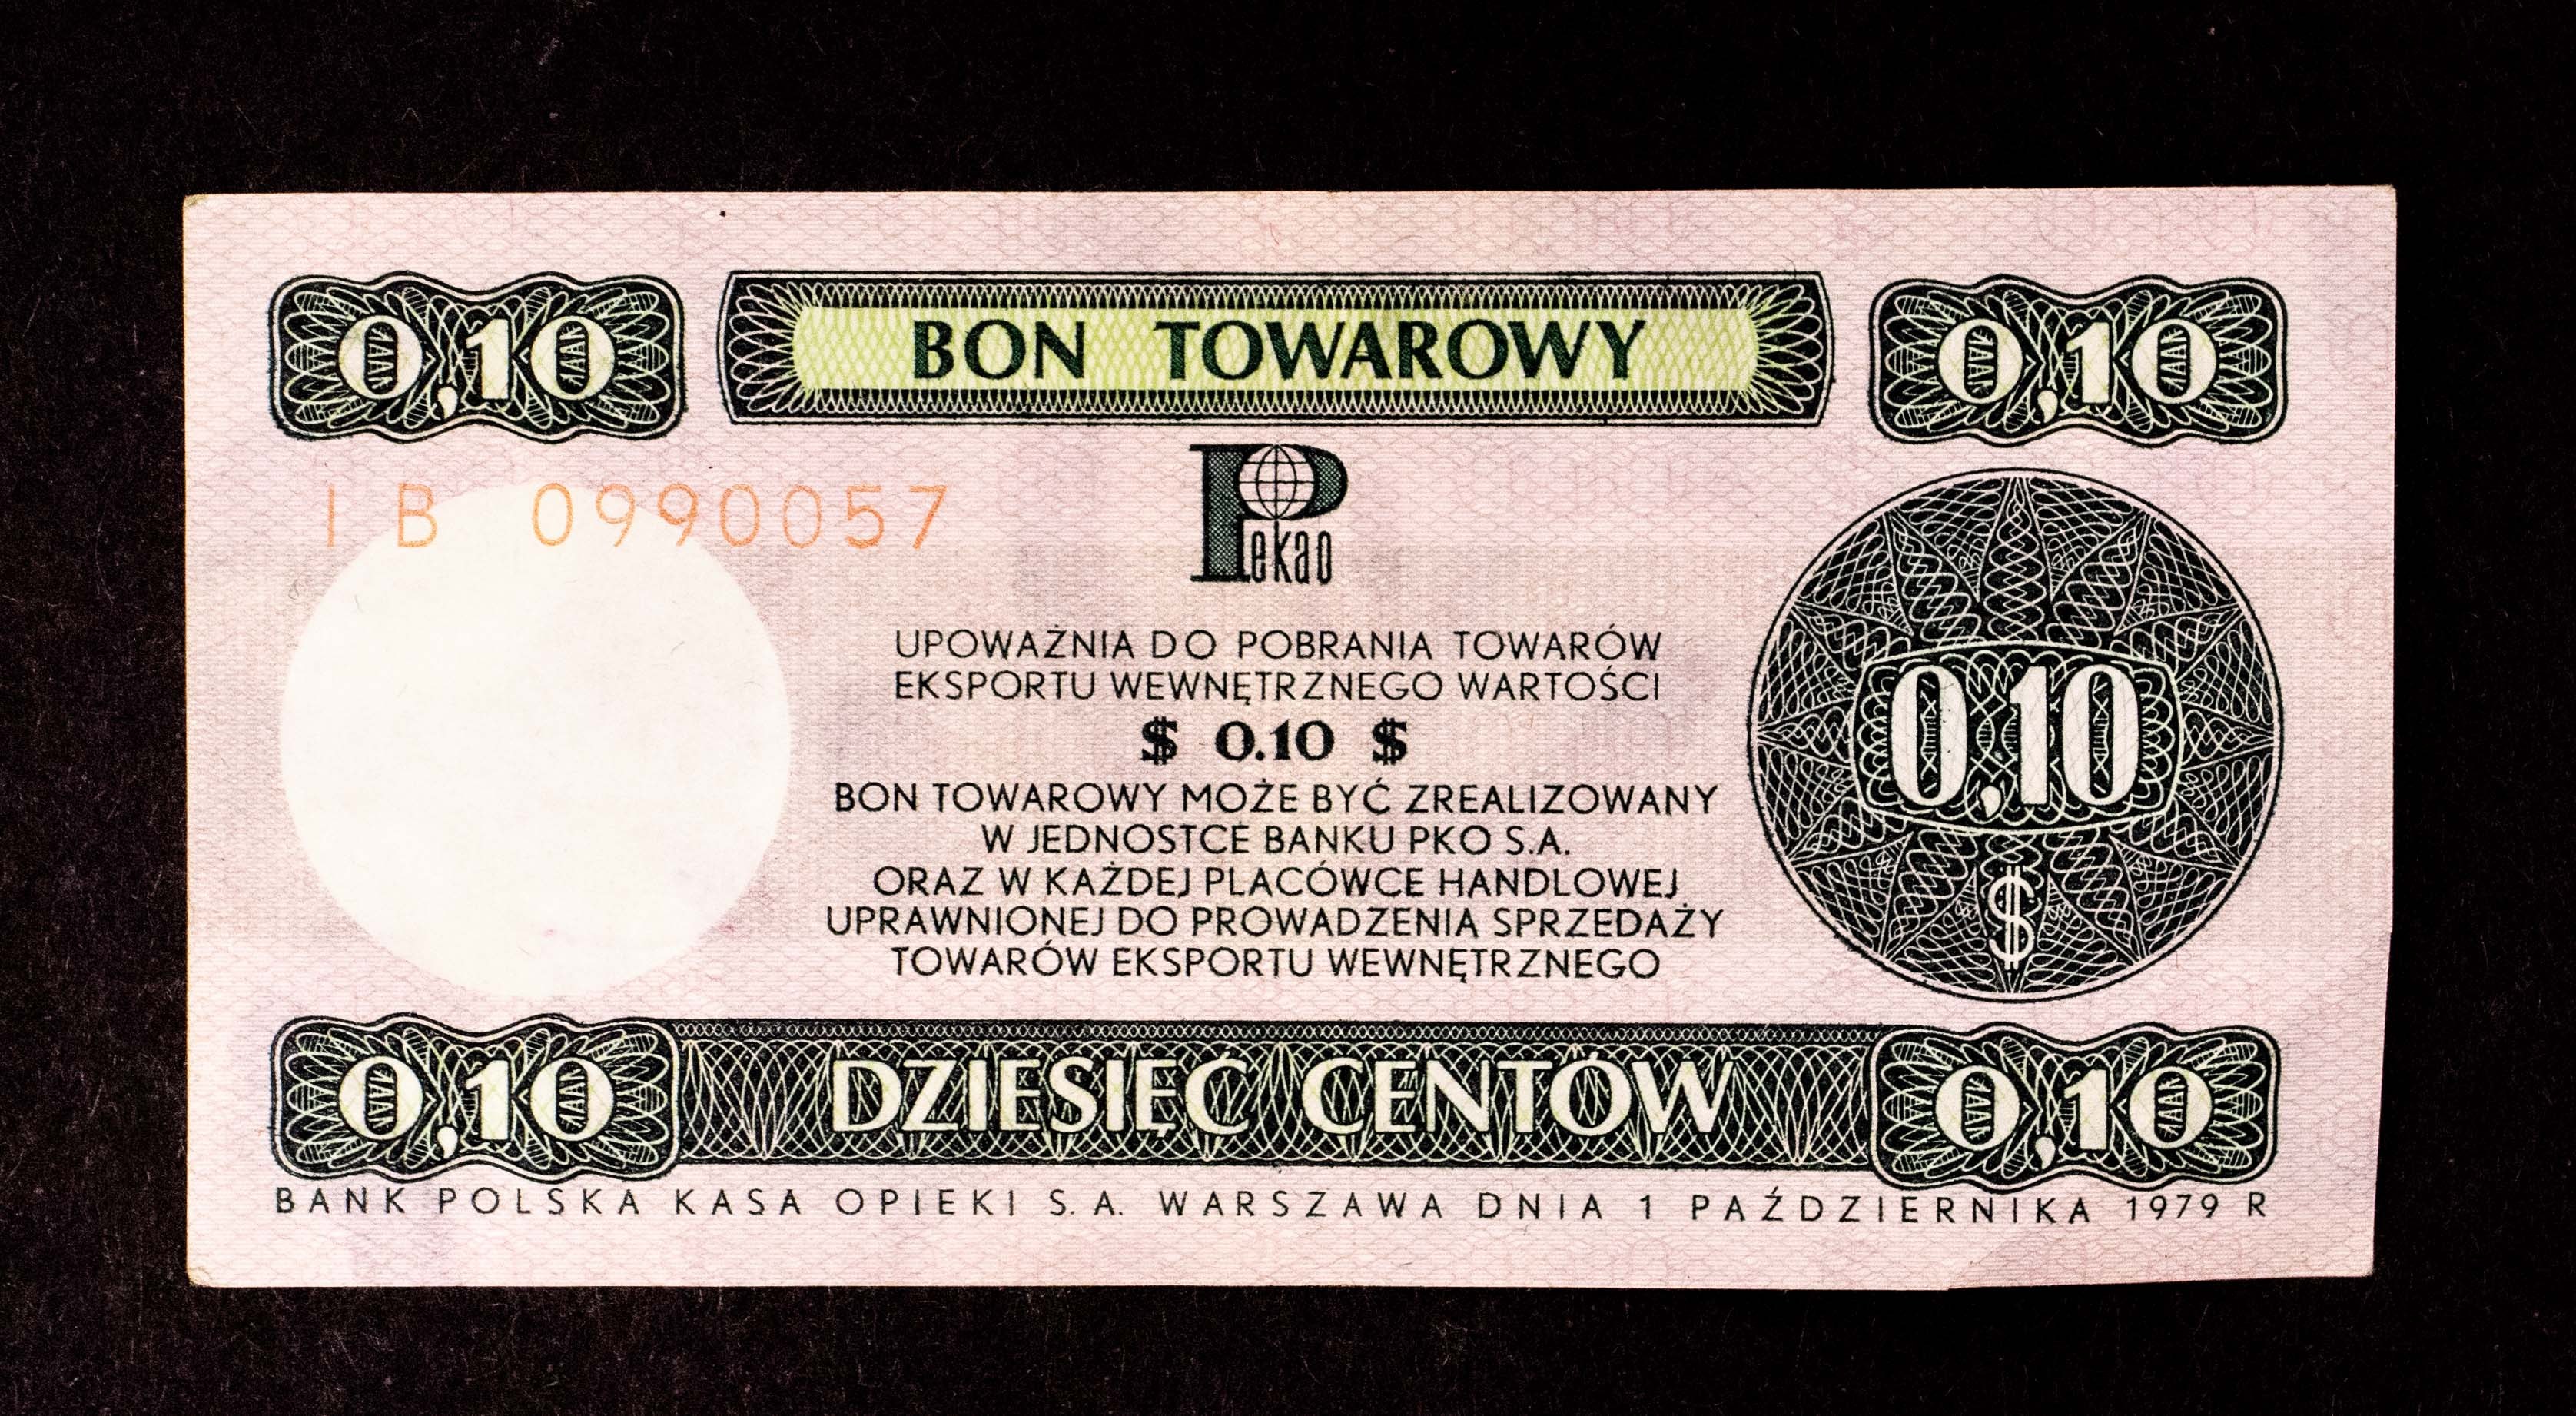 0,10 BON TOWAROWY 0,10
I B 0990057
Pekao
UPOWAŻNIA DO POBRANIA TOWARÓW
EKSPORTU WEWNĘTRZNEGO WARTOŚCI
$ 0.10 $
BON TOWAROWY MOŻE BYĆ ZREALIZOWANY
W JEDNOSTCE BANKU PKO S.A.
ORAZ W KAŻDEJ PLACÓWCE HANDLOWEJ
UPRAWNIONEJ DO PROWADZENIA SPRZEDAŻY
TOWARÓW EKSPORTU WEWNĘTRZNEGO
0,10
$
0,10 DZIESIĘĆ CENTÓW 0,10
BANK POLSKA KASA OPIEKI S.A. WARSZAWA DNIA 1 PAŹDZIERNIKA 1979 R